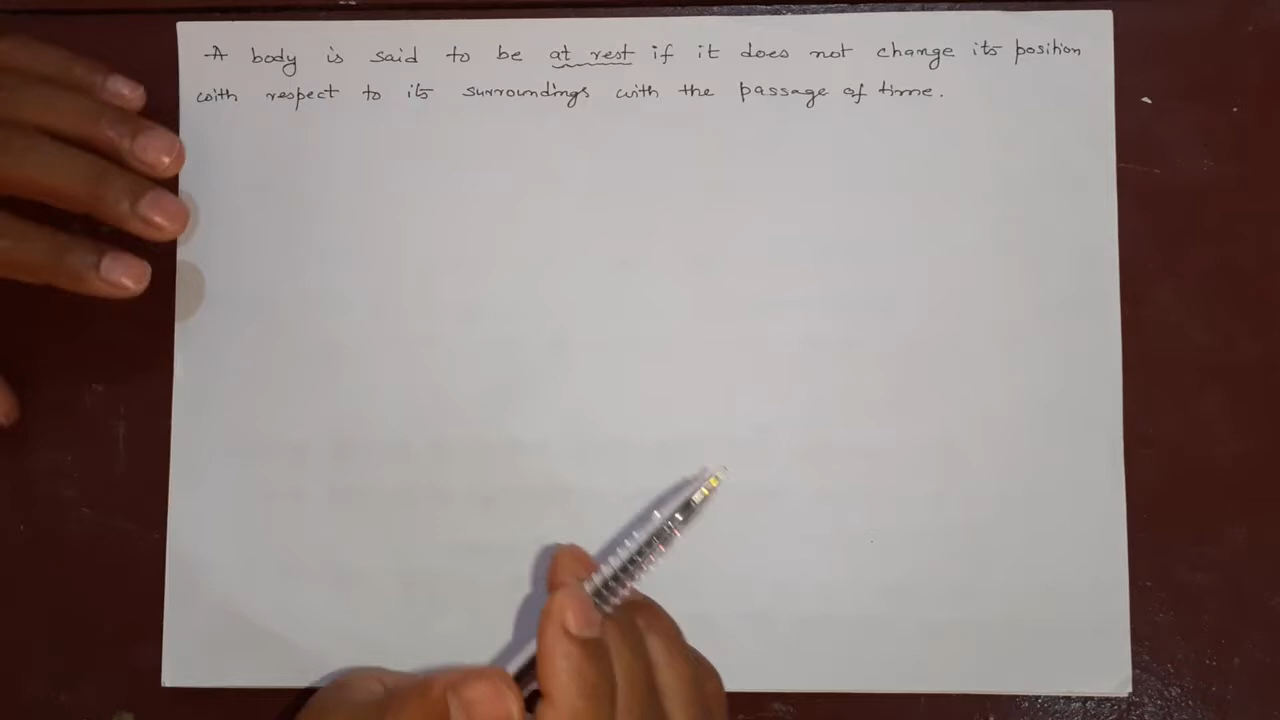 A body is said to be at rest if it does not change its position
with respect to its surroundings with the passage of time.